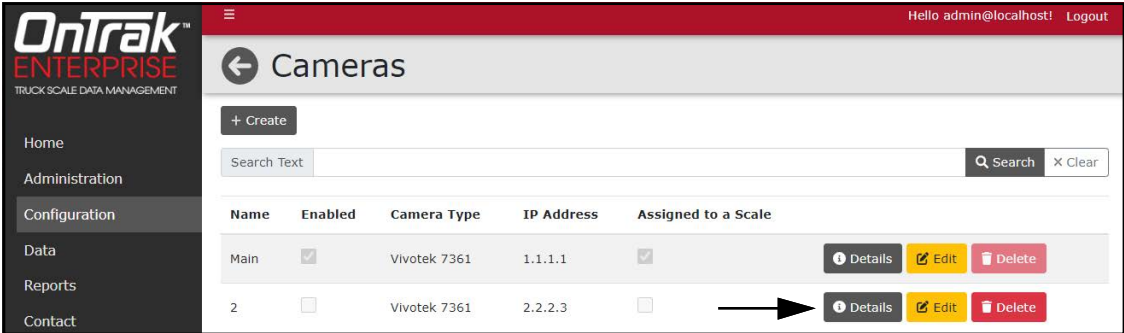 OnTrak™
ENTERPRISE
TRUCK SCALE DATA MANAGEMENT
Home
Administration
Configuration
Data
Reports
Contact
Hello admin@localhost! Logout
Cameras
+ Create
Search Text Search × Clear
Name Enabled Camera Type IP Address Assigned to a Scale
Main Vivotek 7361 1.1.1.1 Details Edit Delete
2 Vivotek 7361 2.2.2.3 Details Edit Delete